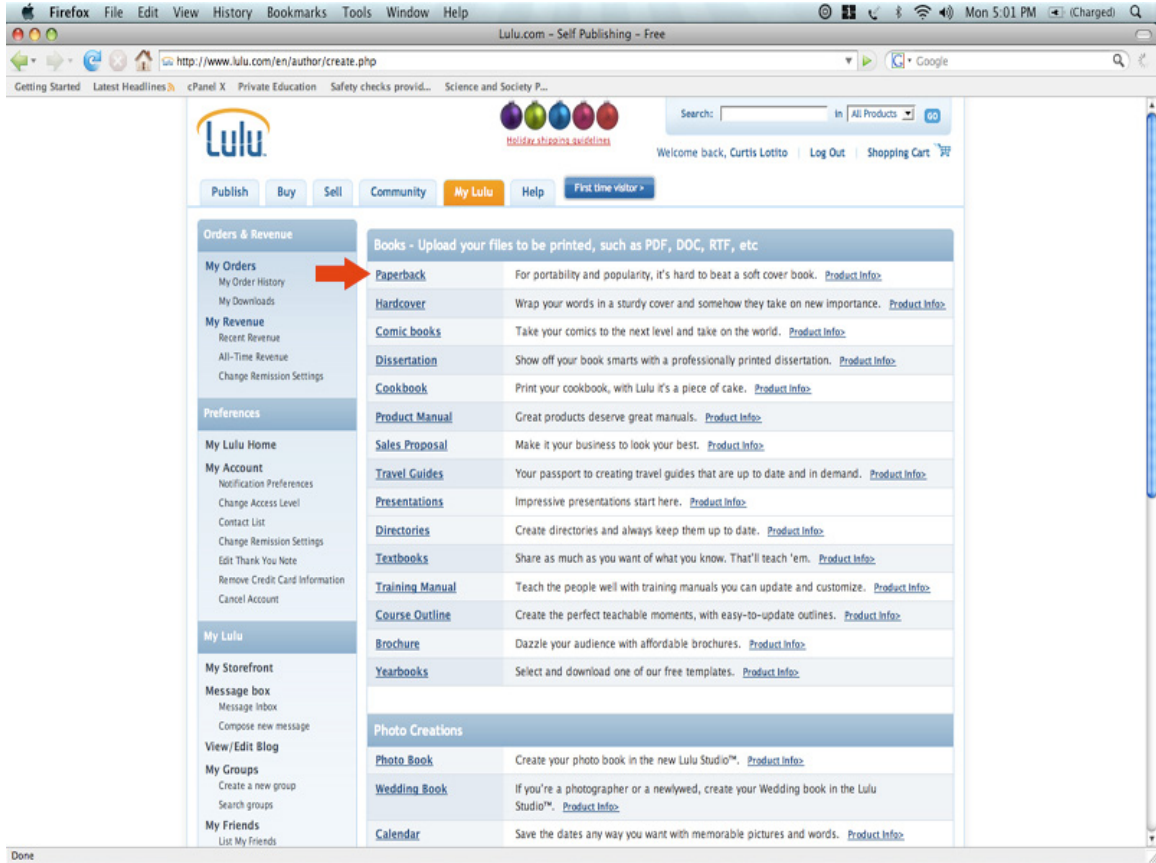 Firefox File Edit View History Bookmarks Tools Window Help Mon 5:01 PM (Charged)
Lulu.com – Self Publishing – Free
http://www.lulu.com/en/author/create.php Google
Getting Started Latest Headlines cPanel X Private Education Safety checks provid... Science and Society P...
Lulu
Holiday shipping guidelines
Search: in All Products GO
Welcome back, Curtis Lotito | Log Out | Shopping Cart
Publish Buy Sell Community My Lulu Help First time visitor >
Orders & Revenue
My Orders
My Order History
My Downloads
My Revenue
Recent Revenue
All-Time Revenue
Change Remission Settings
Preferences
My Lulu Home
My Account
Notification Preferences
Change Access Level
Contact List
Change Remission Settings
Edit Thank You Note
Remove Credit Card Information
Cancel Account
My Lulu
My Storefront
Message box
Message Inbox
Compose new message
View/Edit Blog
My Groups
Create a new group
Search groups
My Friends
List My Friends
Books - Upload your files to be printed, such as PDF, DOC, RTF, etc
Paperback For portability and popularity, it's hard to beat a soft cover book. Product Info>
Hardcover Wrap your words in a sturdy cover and somehow they take on new importance. Product Info>
Comic books Take your comics to the next level and take on the world. Product Info>
Dissertation Show off your book smarts with a professionally printed dissertation. Product Info>
Cookbook Print your cookbook, with Lulu it's a piece of cake. Product Info>
Product Manual Great products deserve great manuals. Product Info>
Sales Proposal Make it your business to look your best. Product Info>
Travel Guides Your passport to creating travel guides that are up to date and in demand. Product Info>
Presentations Impressive presentations start here. Product Info>
Directories Create directories and always keep them up to date. Product Info>
Textbooks Share as much as you want of what you know. That'll teach 'em. Product Info>
Training Manual Teach the people well with training manuals you can update and customize. Product Info>
Course Outline Create the perfect teachable moments, with easy-to-update outlines. Product Info>
Brochure Dazzle your audience with affordable brochures. Product Info>
Yearbooks Select and download one of our free templates. Product Info>
Photo Creations
Photo Book Create your photo book in the new Lulu Studio™. Product Info>
Wedding Book If you're a photographer or a newlywed, create your Wedding book in the Lulu
Studio™. Product Info>
Calendar Save the dates any way you want with memorable pictures and words. Product Info>
Done